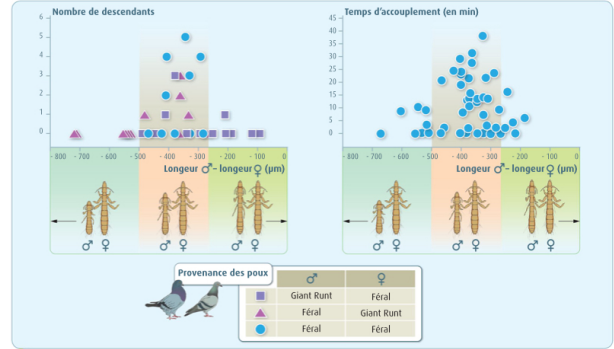 Nombre de descendants
6
5
4
3
2
1
0
- 800 - 700 - 600 - 500 - 400 - 300 - 200 - 100 0
Longeur ♂– longeur ♀ (µm)
♂ ♀ ♂ ♀ ♂ ♀
Temps d’accouplement (en min)
45
40
35
30
25
20
15
10
5
0
- 800 - 700 - 600 - 500 - 400 - 300 - 200 - 100 0
Longeur ♂– longeur ♀ (µm)
♂ ♀ ♂ ♀ ♂ ♀
Provenance des poux
♂ ♀
Giant Runt Féral
Féral Giant Runt
Féral Féral